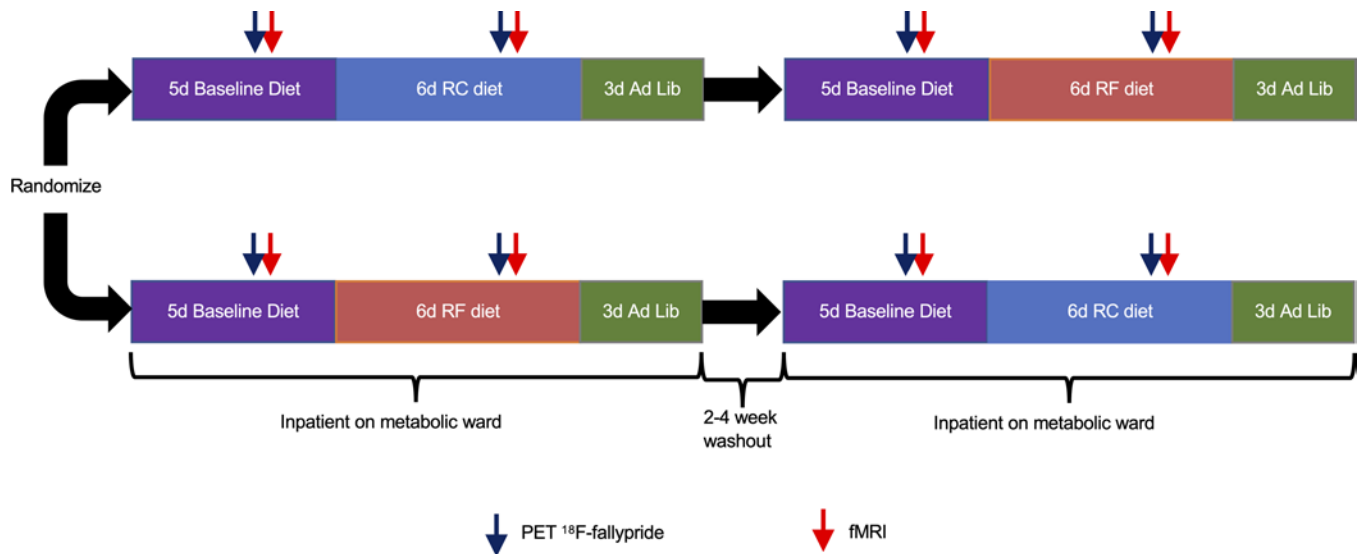 5d Baseline Diet
6d RC diet
3d Ad Lib
5d Baseline Diet
6d RF diet
3d Ad Lib
Randomize
5d Baseline Diet
6d RF diet
3d Ad Lib
5d Baseline Diet
6d RC diet
3d Ad Lib
Inpatient on metabolic ward
2-4 week
washout
Inpatient on metabolic ward
PET ¹⁸F-fallypride
fMRI